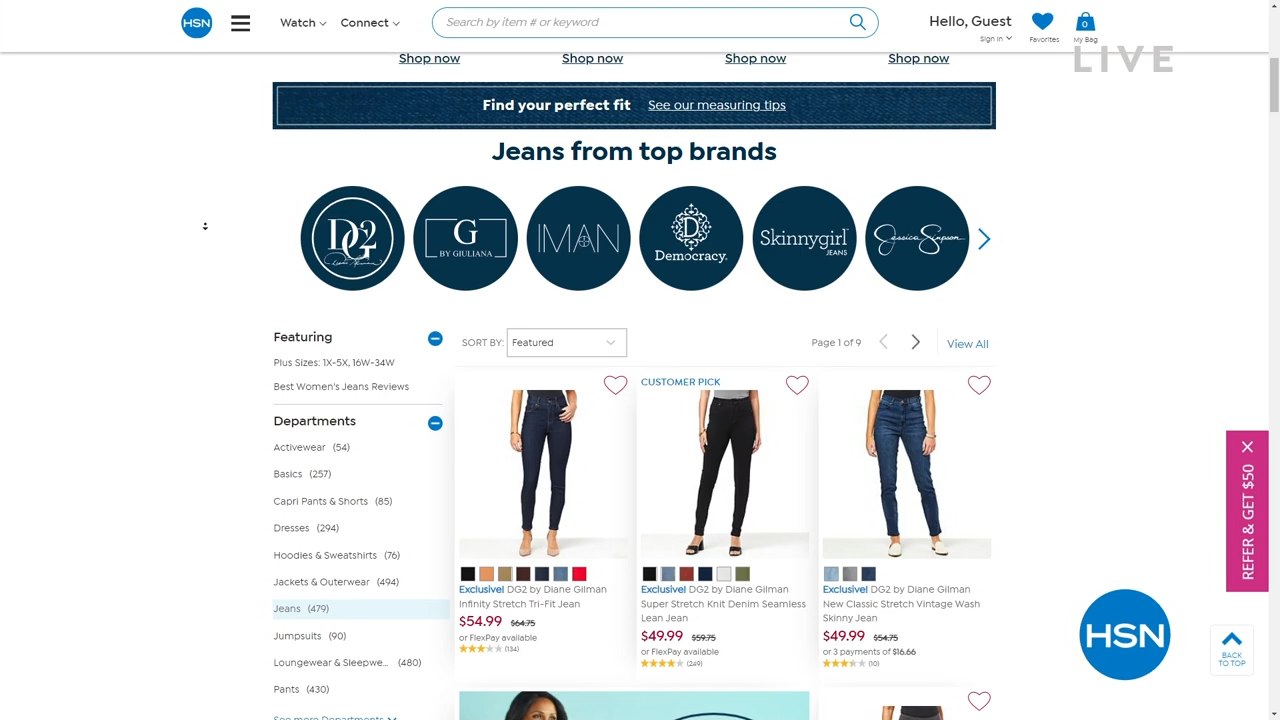 HSN
Watch
Connect
Search by item # or keyword
Hello, Guest
Sign In
Favorites
0
My Bag
LIVE
Shop now
Shop now
Shop now
Shop now
Find your perfect fit See our measuring tips
Jeans from top brands
DG2
G
BY GIULIANA
IMAN
D
Democracy.
Skinnygirl
JEANS
Jessica Simpson
Featuring
Plus Sizes: 1X-5X, 16W-34W
Best Women's Jeans Reviews
Departments
Activewear (54)
Basics (257)
Capri Pants & Shorts (85)
Dresses (294)
Hoodies & Sweatshirts (76)
Jackets & Outerwear (494)
Jeans (479)
Jumpsuits (90)
Loungewear & Sleepwe... (480)
Pants (430)
See more Departments
SORT BY: Featured
Page 1 of 9
View All
Exclusive! DG2 by Diane Gilman
Infinity Stretch Tri-Fit Jean
$54.99 $64.75
or FlexPay available
(134)
CUSTOMER PICK
Exclusive! DG2 by Diane Gilman
Super Stretch Knit Denim Seamless
Lean Jean
$49.99 $59.75
or FlexPay available
(249)
Exclusive! DG2 by Diane Gilman
New Classic Stretch Vintage Wash
Skinny Jean
$49.99 $54.75
or 3 payments of $16.66
(10)
REFER & GET $50
HSN
BACK
TO TOP